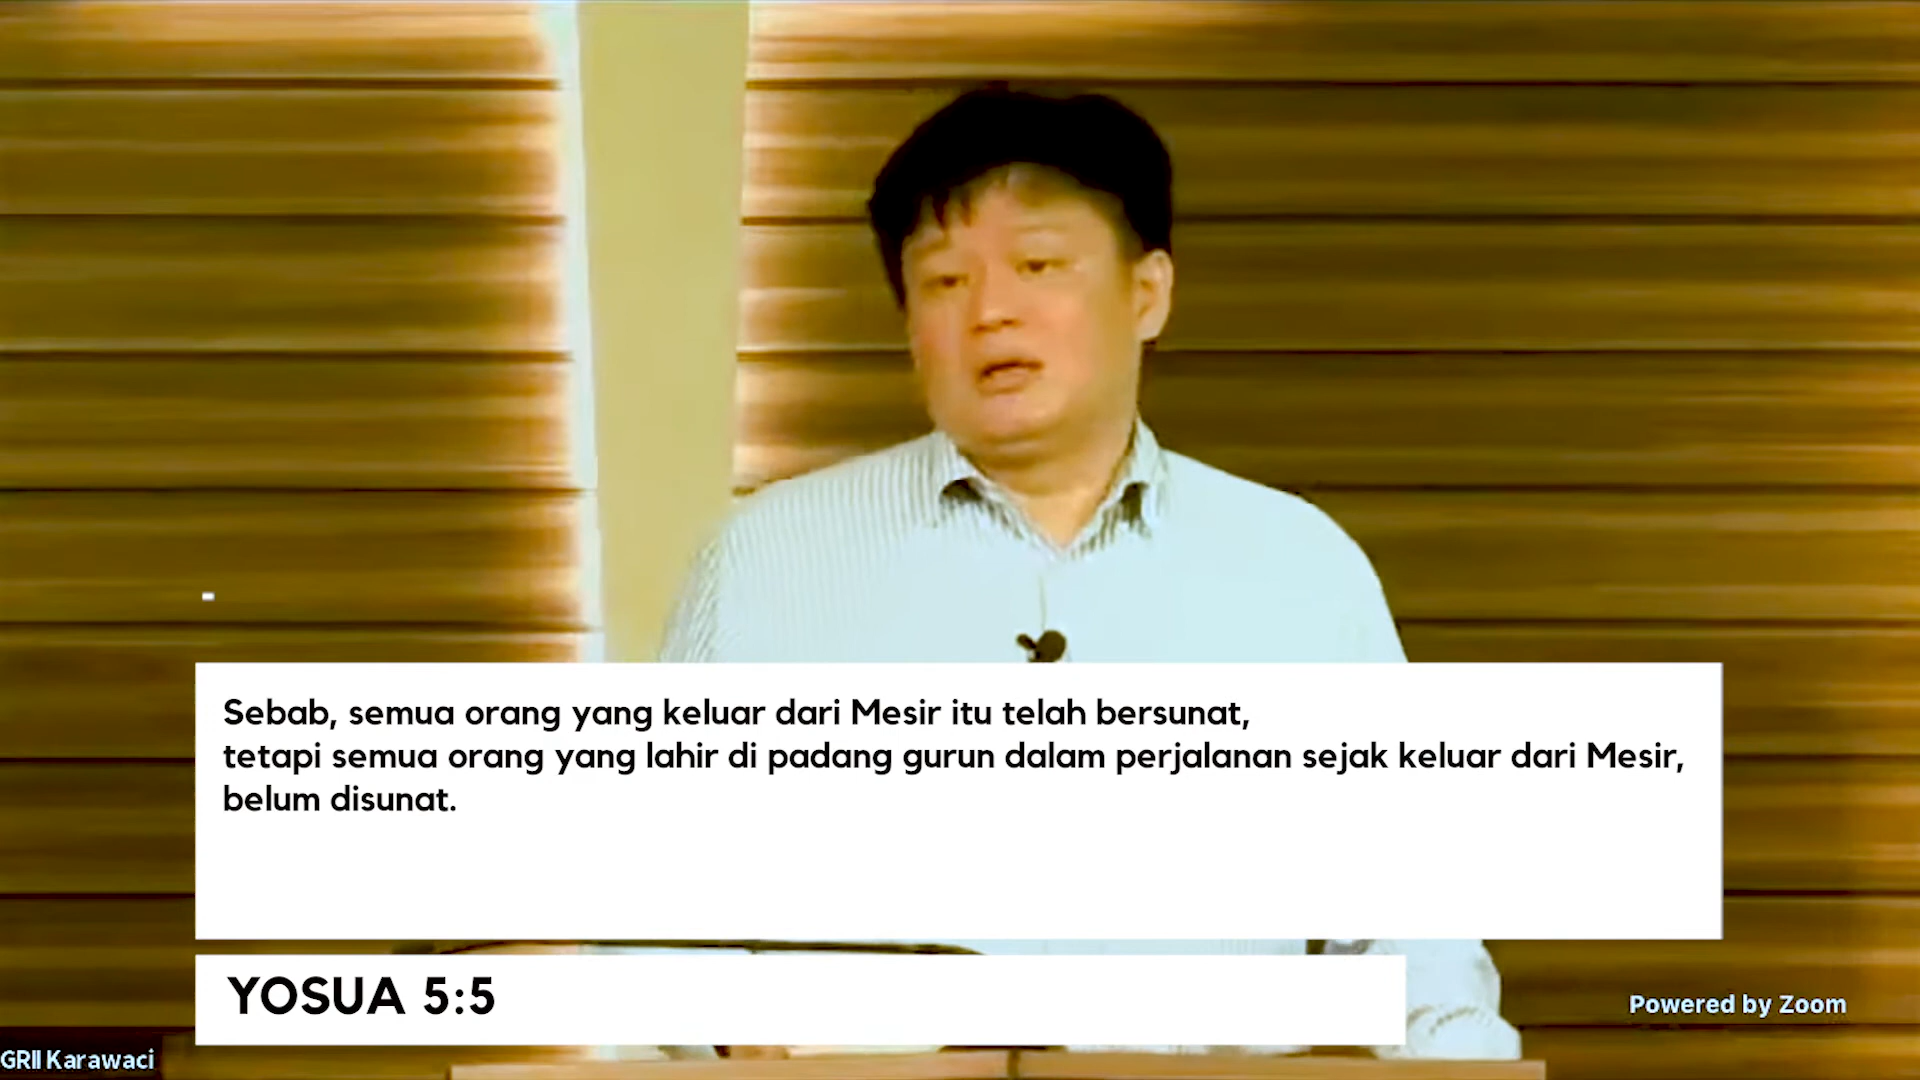 Sebab, semua orang yang keluar dari Mesir itu telah bersunat,
tetapi semua orang yang lahir di padang gurun dalam perjalanan sejak keluar dari Mesir,
belum disunat.
YOSUA 5:5
Powered by Zoom
GRII Karawaci